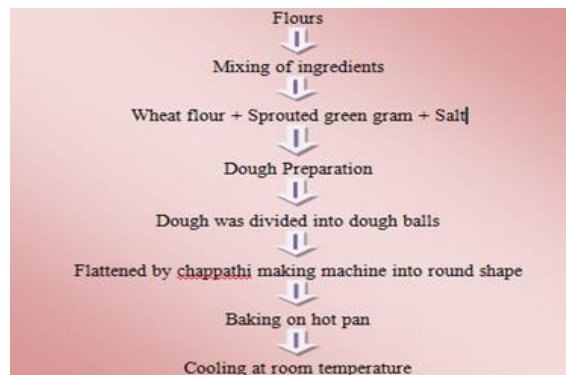 Flours
Mixing of ingredients
Wheat flour + Sprouted green gram + Salt
Dough Preparation
Dough was divided into dough balls
Flattened by chappathi making machine into round shape
Baking on hot pan
Cooling at room temperature